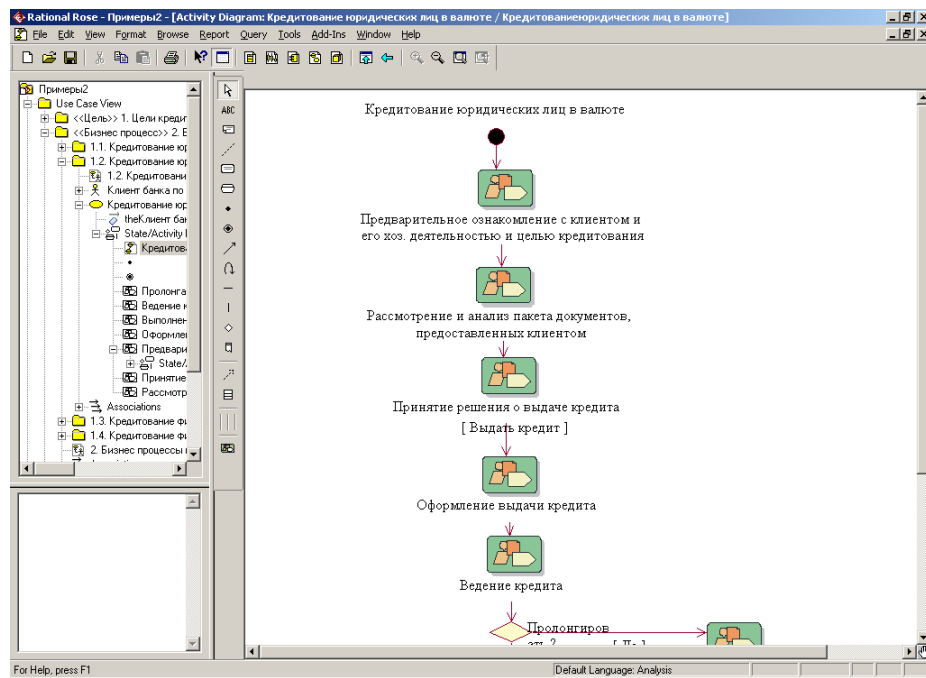 Rational Rose - Примеры2 - [Activity Diagram: Кредитование юридических лиц в валюте / Кредитованиеюридических лиц в валюте]
File Edit View Format Browse Report Query Tools Add-Ins Window Help
Примеры2
Use Case View
<<Цель>> 1. Цели креди
<<Бизнес процесс>> 2. Б
1.1. Кредитование юр
1.2. Кредитование юр
1.2. Кредитовани
Клиент банка по
Кредитование юр
theКлиент бан
State/Activity
Кредитов
Пролонга
Ведение к
Выполнен
Оформлен
Предвари
State/
Принятие
Рассмотр
Associations
1.3. Кредитование фи
1.4. Кредитование фи
2. Бизнес процессы
ABC
Кредитование юридических лиц в валюте
Предварительное ознакомление с клиентом и
его хоз. деятельностью и целью кредитования
Рассмотрение и анализ пакета документов,
предоставленных клиентом
Принятие решения о выдаче кредита
[ Выдать кредит ]
Оформление выдачи кредита
Ведение кредита
Пролонгиров
For Help, press F1
Default Language: Analysis